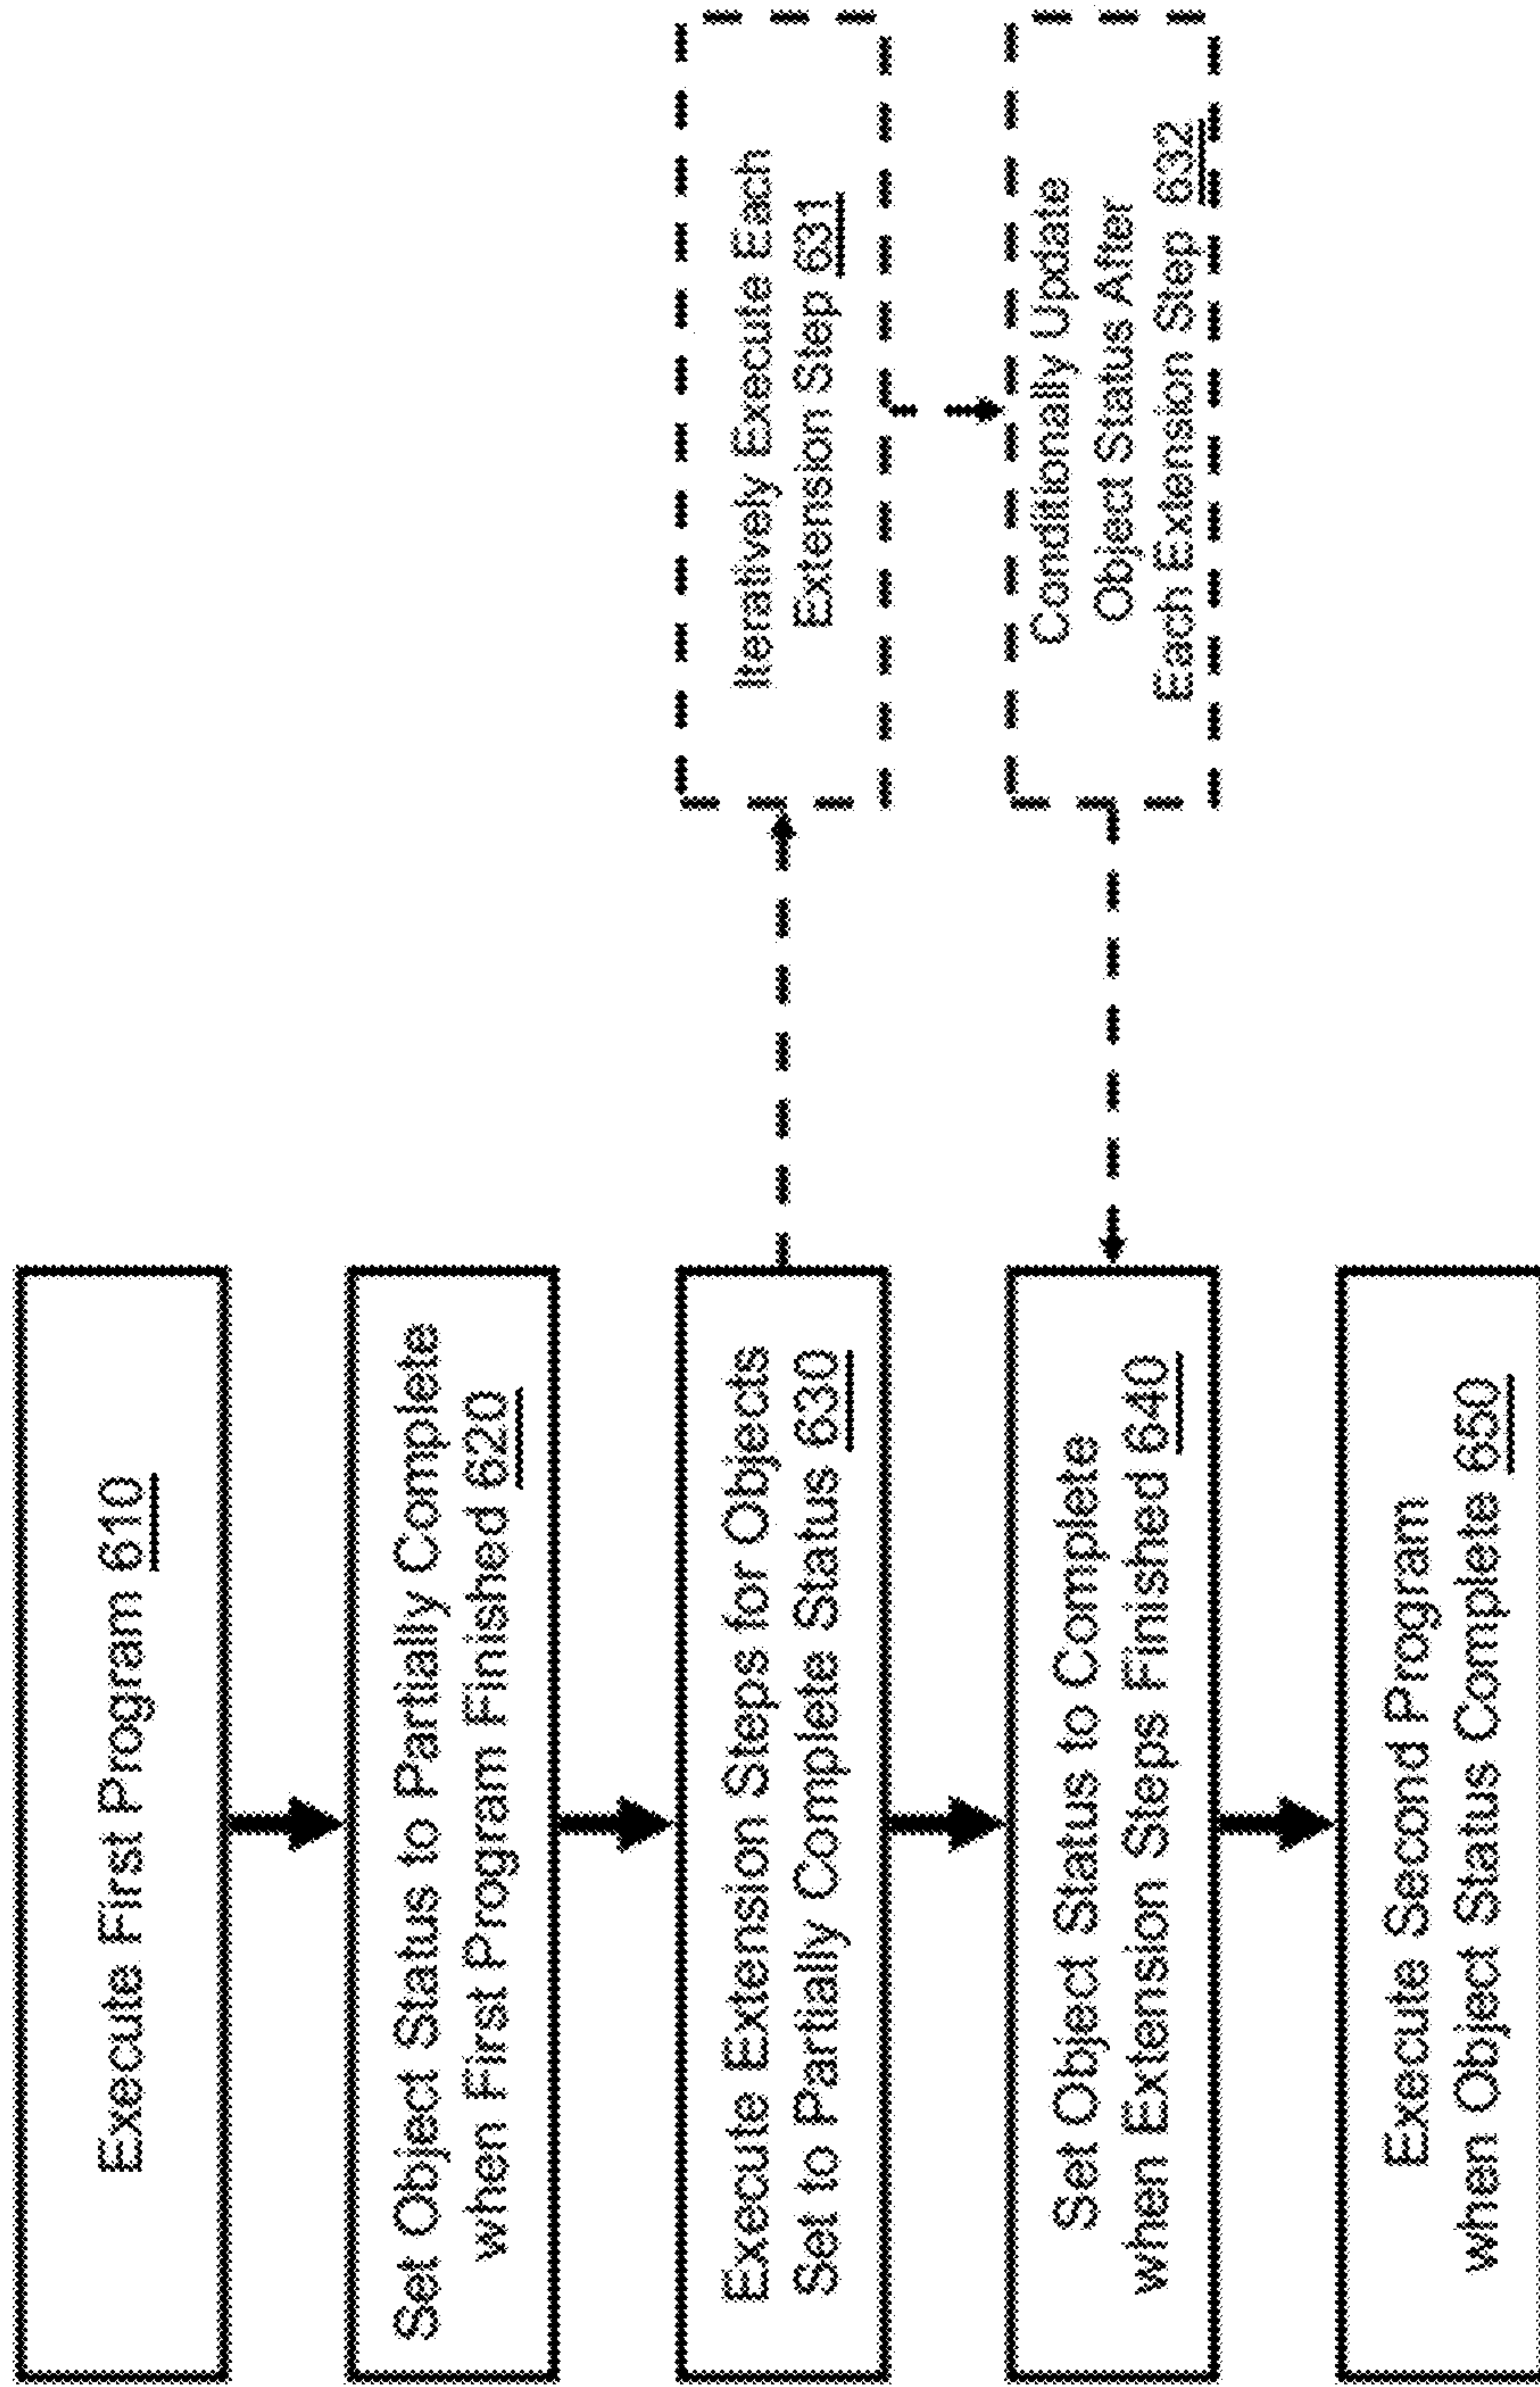 Execute First Program 610
Set Object Status to Partially Complete
when First Program Finished 620
Execute Extension Steps for Objects
Set to Partially Complete Status 630
Iteratively Execute Each
Extension Step 631
Conditionally Update
Object Status After
Each Extension Step 632
Set Object Status to Complete
when Extension Steps Finished 640
Execute Second Program
when Object Status Complete 650